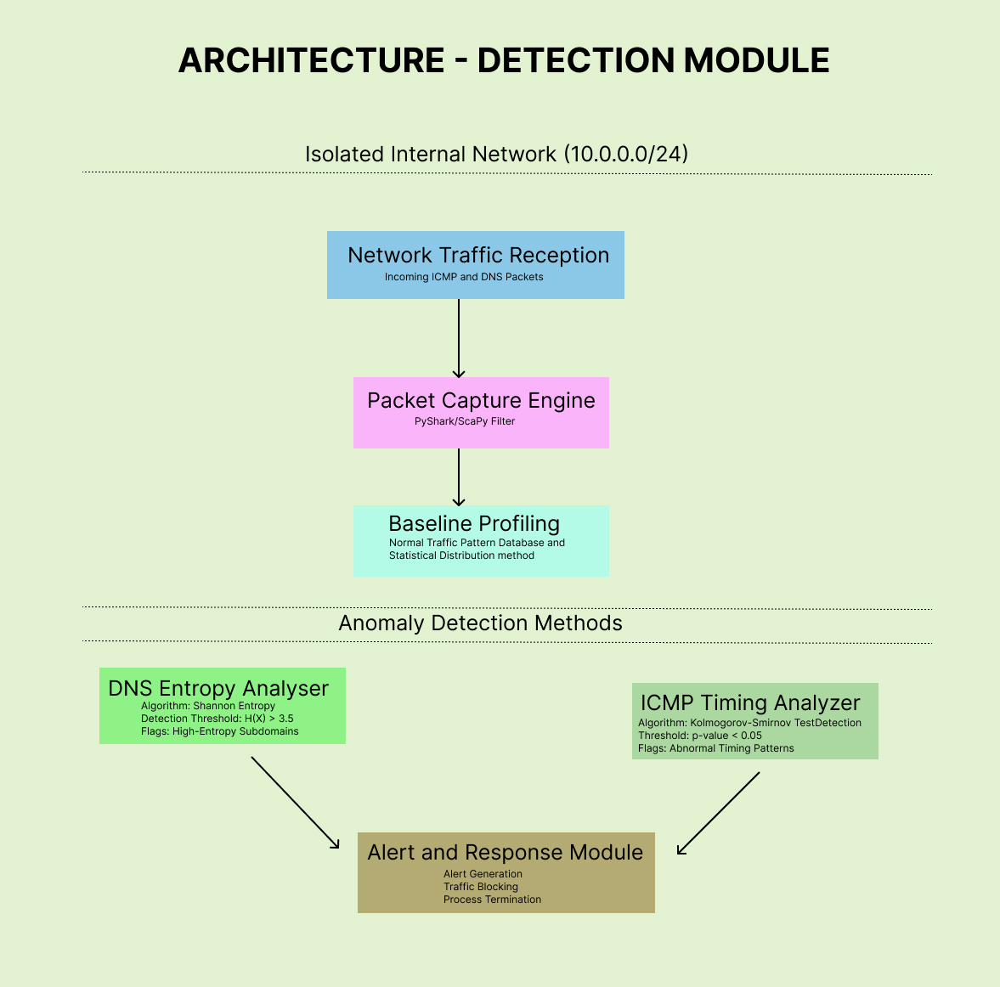 ARCHITECTURE - DETECTION MODULE
Isolated Internal Network (10.0.0.0/24)
Network Traffic Reception
Incoming ICMP and DNS Packets
Packet Capture Engine
PyShark/ScaPy Filter
Baseline Profiling
Normal Traffic Pattern Database and
Statistical Distribution method
Anomaly Detection Methods
DNS Entropy Analyser
Algorithm: Shannon Entropy
Detection Threshold: H(X) > 3.5
Flags: High-Entropy Subdomains
ICMP Timing Analyzer
Algorithm: Kolmogorov-Smirnov TestDetection
Threshold: p-value < 0.05
Flags: Abnormal Timing Patterns
Alert and Response Module
Alert Generation
Traffic Blocking
Process Termination